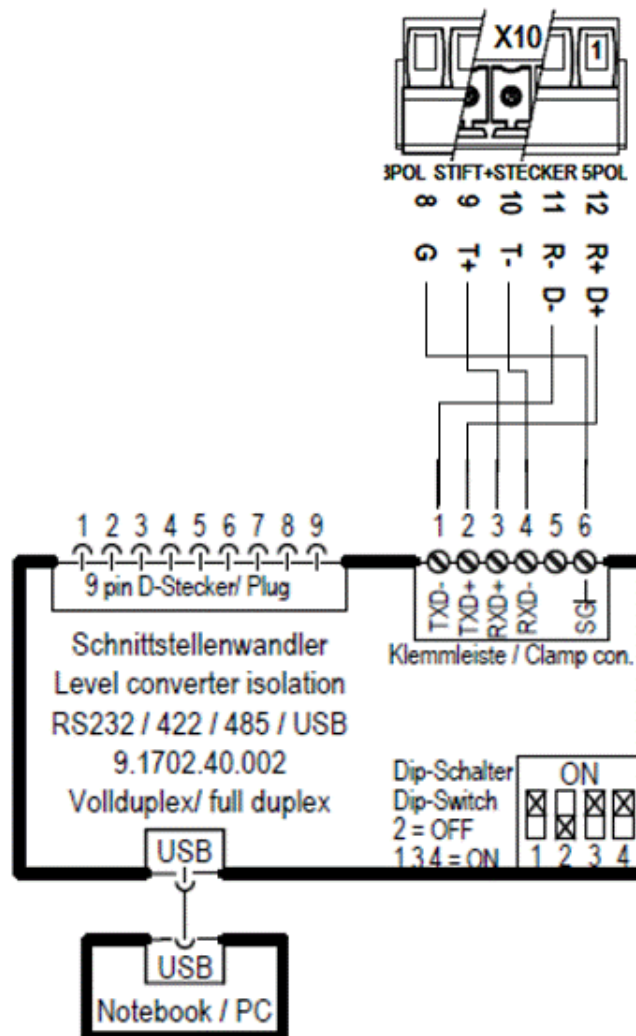 X10
1
3POL STIFT+STECKER 5POL
8 9 10 11 12
G T+ T- R- R+
D- D+
1 2 3 4 5 6 7 8 9
1 2 3 4 5 6
9 pin D-Stecker/ Plug
TXD- TXD+ RXD+ RXD- SGI
Klemmleiste / Clamp con.
Schnittstellenwandler
Level converter isolation
RS232 / 422 / 485 / USB
9.1702.40.002
Vollduplex/ full duplex
Dip-Schalter
Dip-Switch
2 = OFF
1,3,4 = ON
ON
1 2 3 4
USB
USB
Notebook / PC